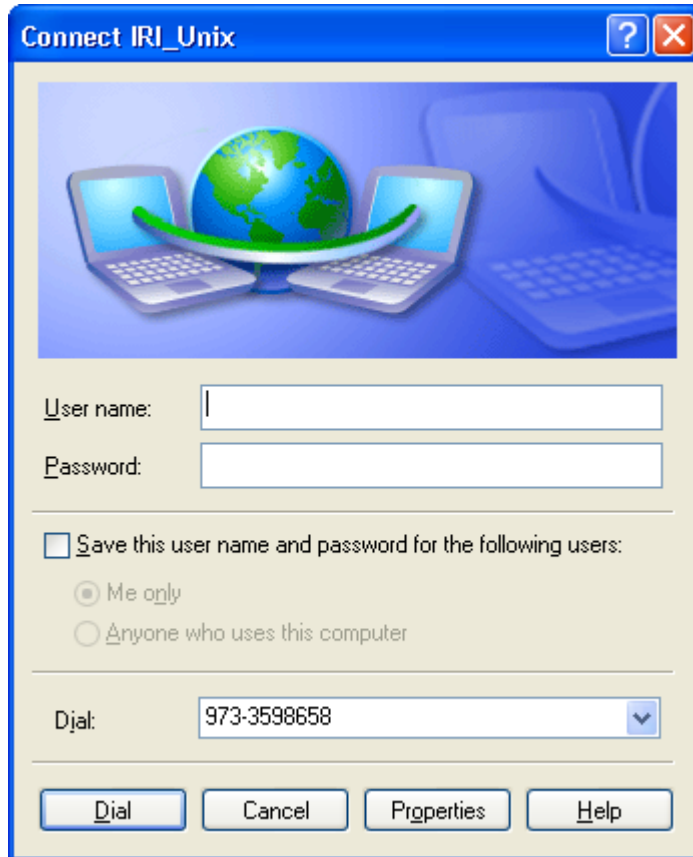 Connect IRI_Unix
User name:
Password:
Save this user name and password for the following users:
Me only
Anyone who uses this computer
Dial: 973-3598658
Dial Cancel Properties Help